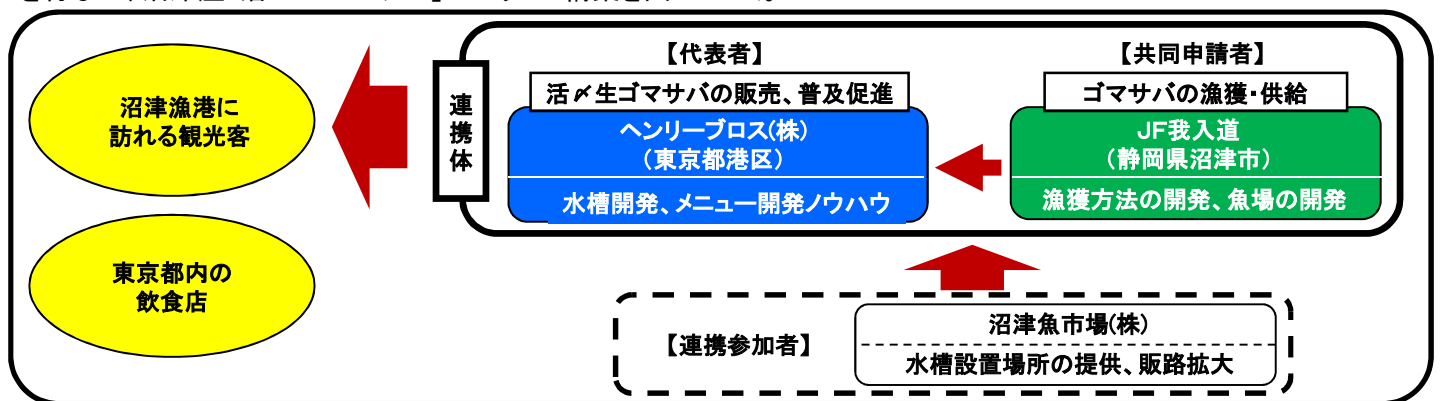 沼津漁港に
訪れる観光客
東京都内の
飲食店
連携体
【代表者】
活〆生ゴマサバの販売、普及促進
ヘンリーブロス(株)
（東京都港区）
水槽開発、メニュー開発ノウハウ
【共同申請者】
ゴマサバの漁獲・供給
ＪＦ我入道
（静岡県沼津市）
漁獲方法の開発、魚場の開発
【連携参加者】
沼津魚市場(株)
水槽設置場所の提供、販路拡大